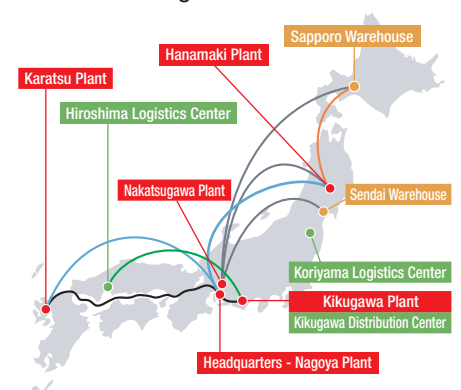 Sapporo Warehouse
Hanamaki Plant
Karatsu Plant
Hiroshima Logistics Center
Nakatsugawa Plant
Sendai Warehouse
Koriyama Logistics Center
Kikugawa Plant
Kikugawa Distribution Center
Headquarters - Nagoya Plant